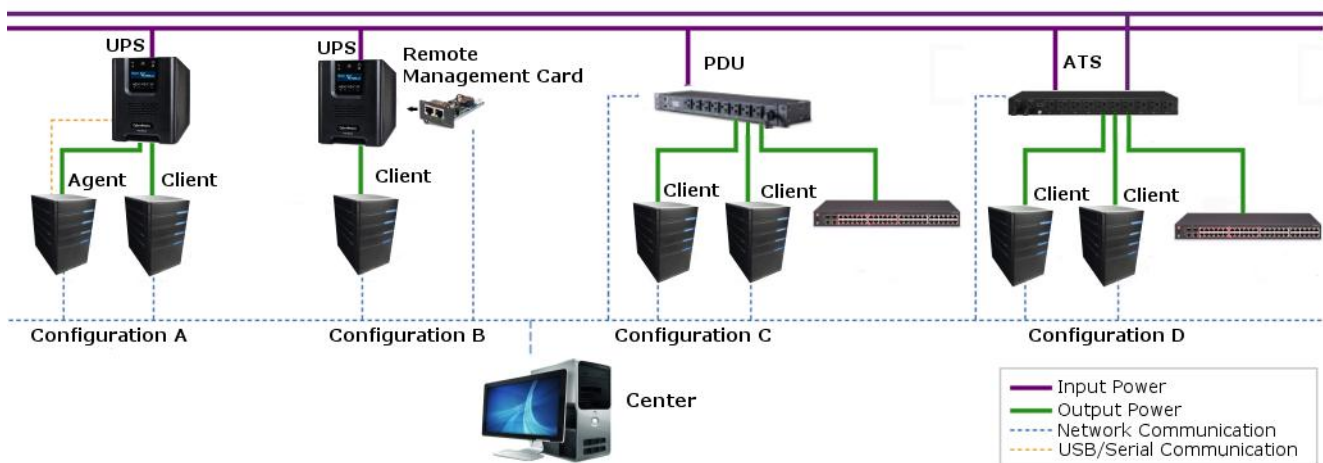 UPS
UPS
Remote
Management Card
PDU
ATS
Agent
Client
Client
Client
Client
Client
Client
Configuration A
Configuration B
Configuration C
Configuration D
Center
Input Power
Output Power
Network Communication
USB/Serial Communication